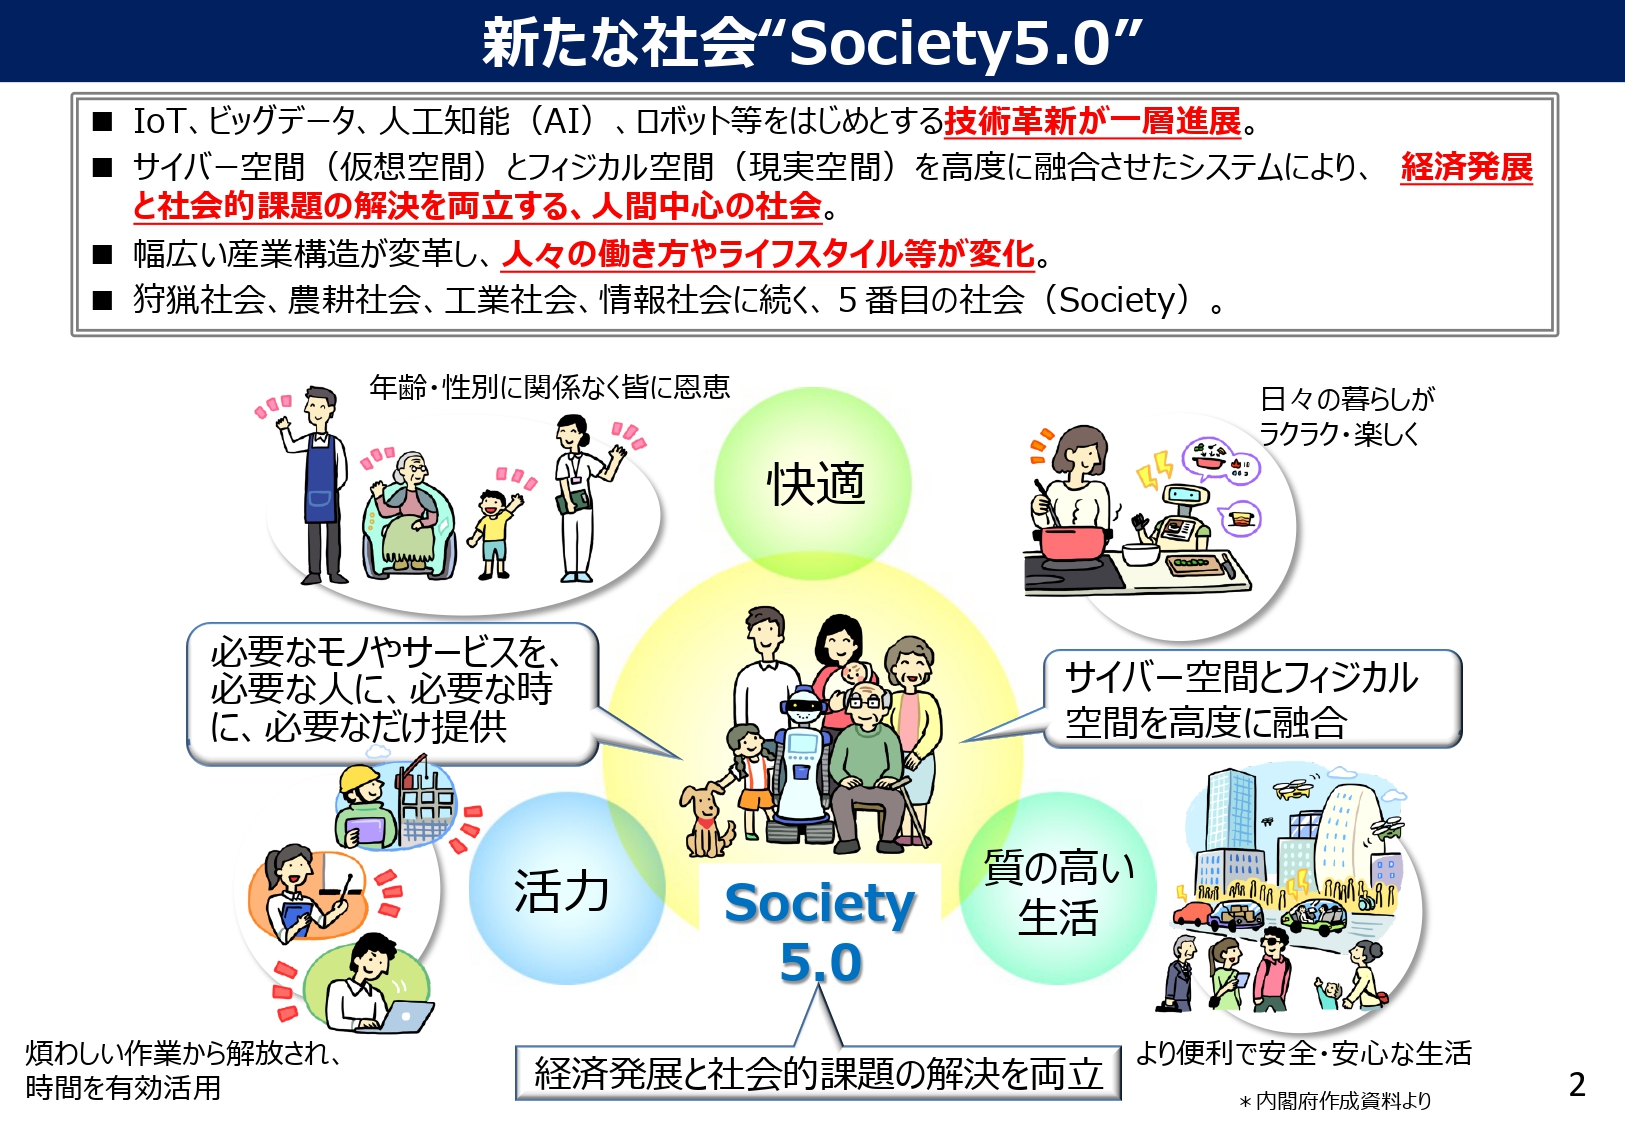 新たな社会“Society5.0”
■ IoT、ビッグデータ、人工知能（AI）、ロボット等をはじめとする技術革新が一層進展。
■ サイバー空間（仮想空間）とフィジカル空間（現実空間）を高度に融合させたシステムにより、 経済発展
と社会的課題の解決を両立する、人間中心の社会。
■ 幅広い産業構造が変革し、人々の働き方やライフスタイル等が変化。
■ 狩猟社会、農耕社会、工業社会、情報社会に続く、５番目の社会（Society）。
年齢・性別に関係なく皆に恩恵
日々の暮らしが
ラクラク・楽しく
快適
必要なモノやサービスを、
必要な人に、必要な時
に、必要なだけ提供
サイバー空間とフィジカル
空間を高度に融合
活力
質の高い
生活
Society
5.0
煩わしい作業から解放され、
時間を有効活用
経済発展と社会的課題の解決を両立
より便利で安全・安心な生活
＊内閣府作成資料より
2